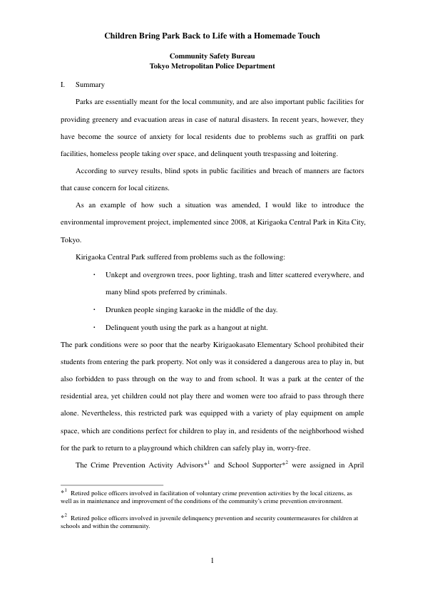 Children Bring Park Back to Life with a Homemade Touch
Community Safety Bureau
Tokyo Metropolitan Police Department
I. Summary
Parks are essentially meant for the local community, and are also important public facilities for
providing greenery and evacuation areas in case of natural disasters. In recent years, however, they
have become the source of anxiety for local residents due to problems such as graffiti on park
facilities, homeless people taking over space, and delinquent youth trespassing and loitering.
According to survey results, blind spots in public facilities and breach of manners are factors
that cause concern for local citizens.
As an example of how such a situation was amended, I would like to introduce the
environmental improvement project, implemented since 2008, at Kirigaoka Central Park in Kita City,
Tokyo.
Kirigaoka Central Park suffered from problems such as the following:
・ Unkept and overgrown trees, poor lighting, trash and litter scattered everywhere, and
many blind spots preferred by criminals.
・ Drunken people singing karaoke in the middle of the day.
・ Delinquent youth using the park as a hangout at night.
The park conditions were so poor that the nearby Kirigaokasato Elementary School prohibited their
students from entering the park property. Not only was it considered a dangerous area to play in, but
also forbidden to pass through on the way to and from school. It was a park at the center of the
residential area, yet children could not play there and women were too afraid to pass through there
alone. Nevertheless, this restricted park was equipped with a variety of play equipment on ample
space, which are conditions perfect for children to play in, and residents of the neighborhood wished
for the park to return to a playground which children can safely play in, worry-free.
The Crime Prevention Activity Advisors*1 and School Supporter*2 were assigned in April
*1 Retired police officers involved in facilitation of voluntary crime prevention activities by the local citizens, as
well as in maintenance and improvement of the conditions of the community's crime prevention environment.
*2 Retired police officers involved in juvenile delinquency prevention and security countermeasures for children at
schools and within the community.
1